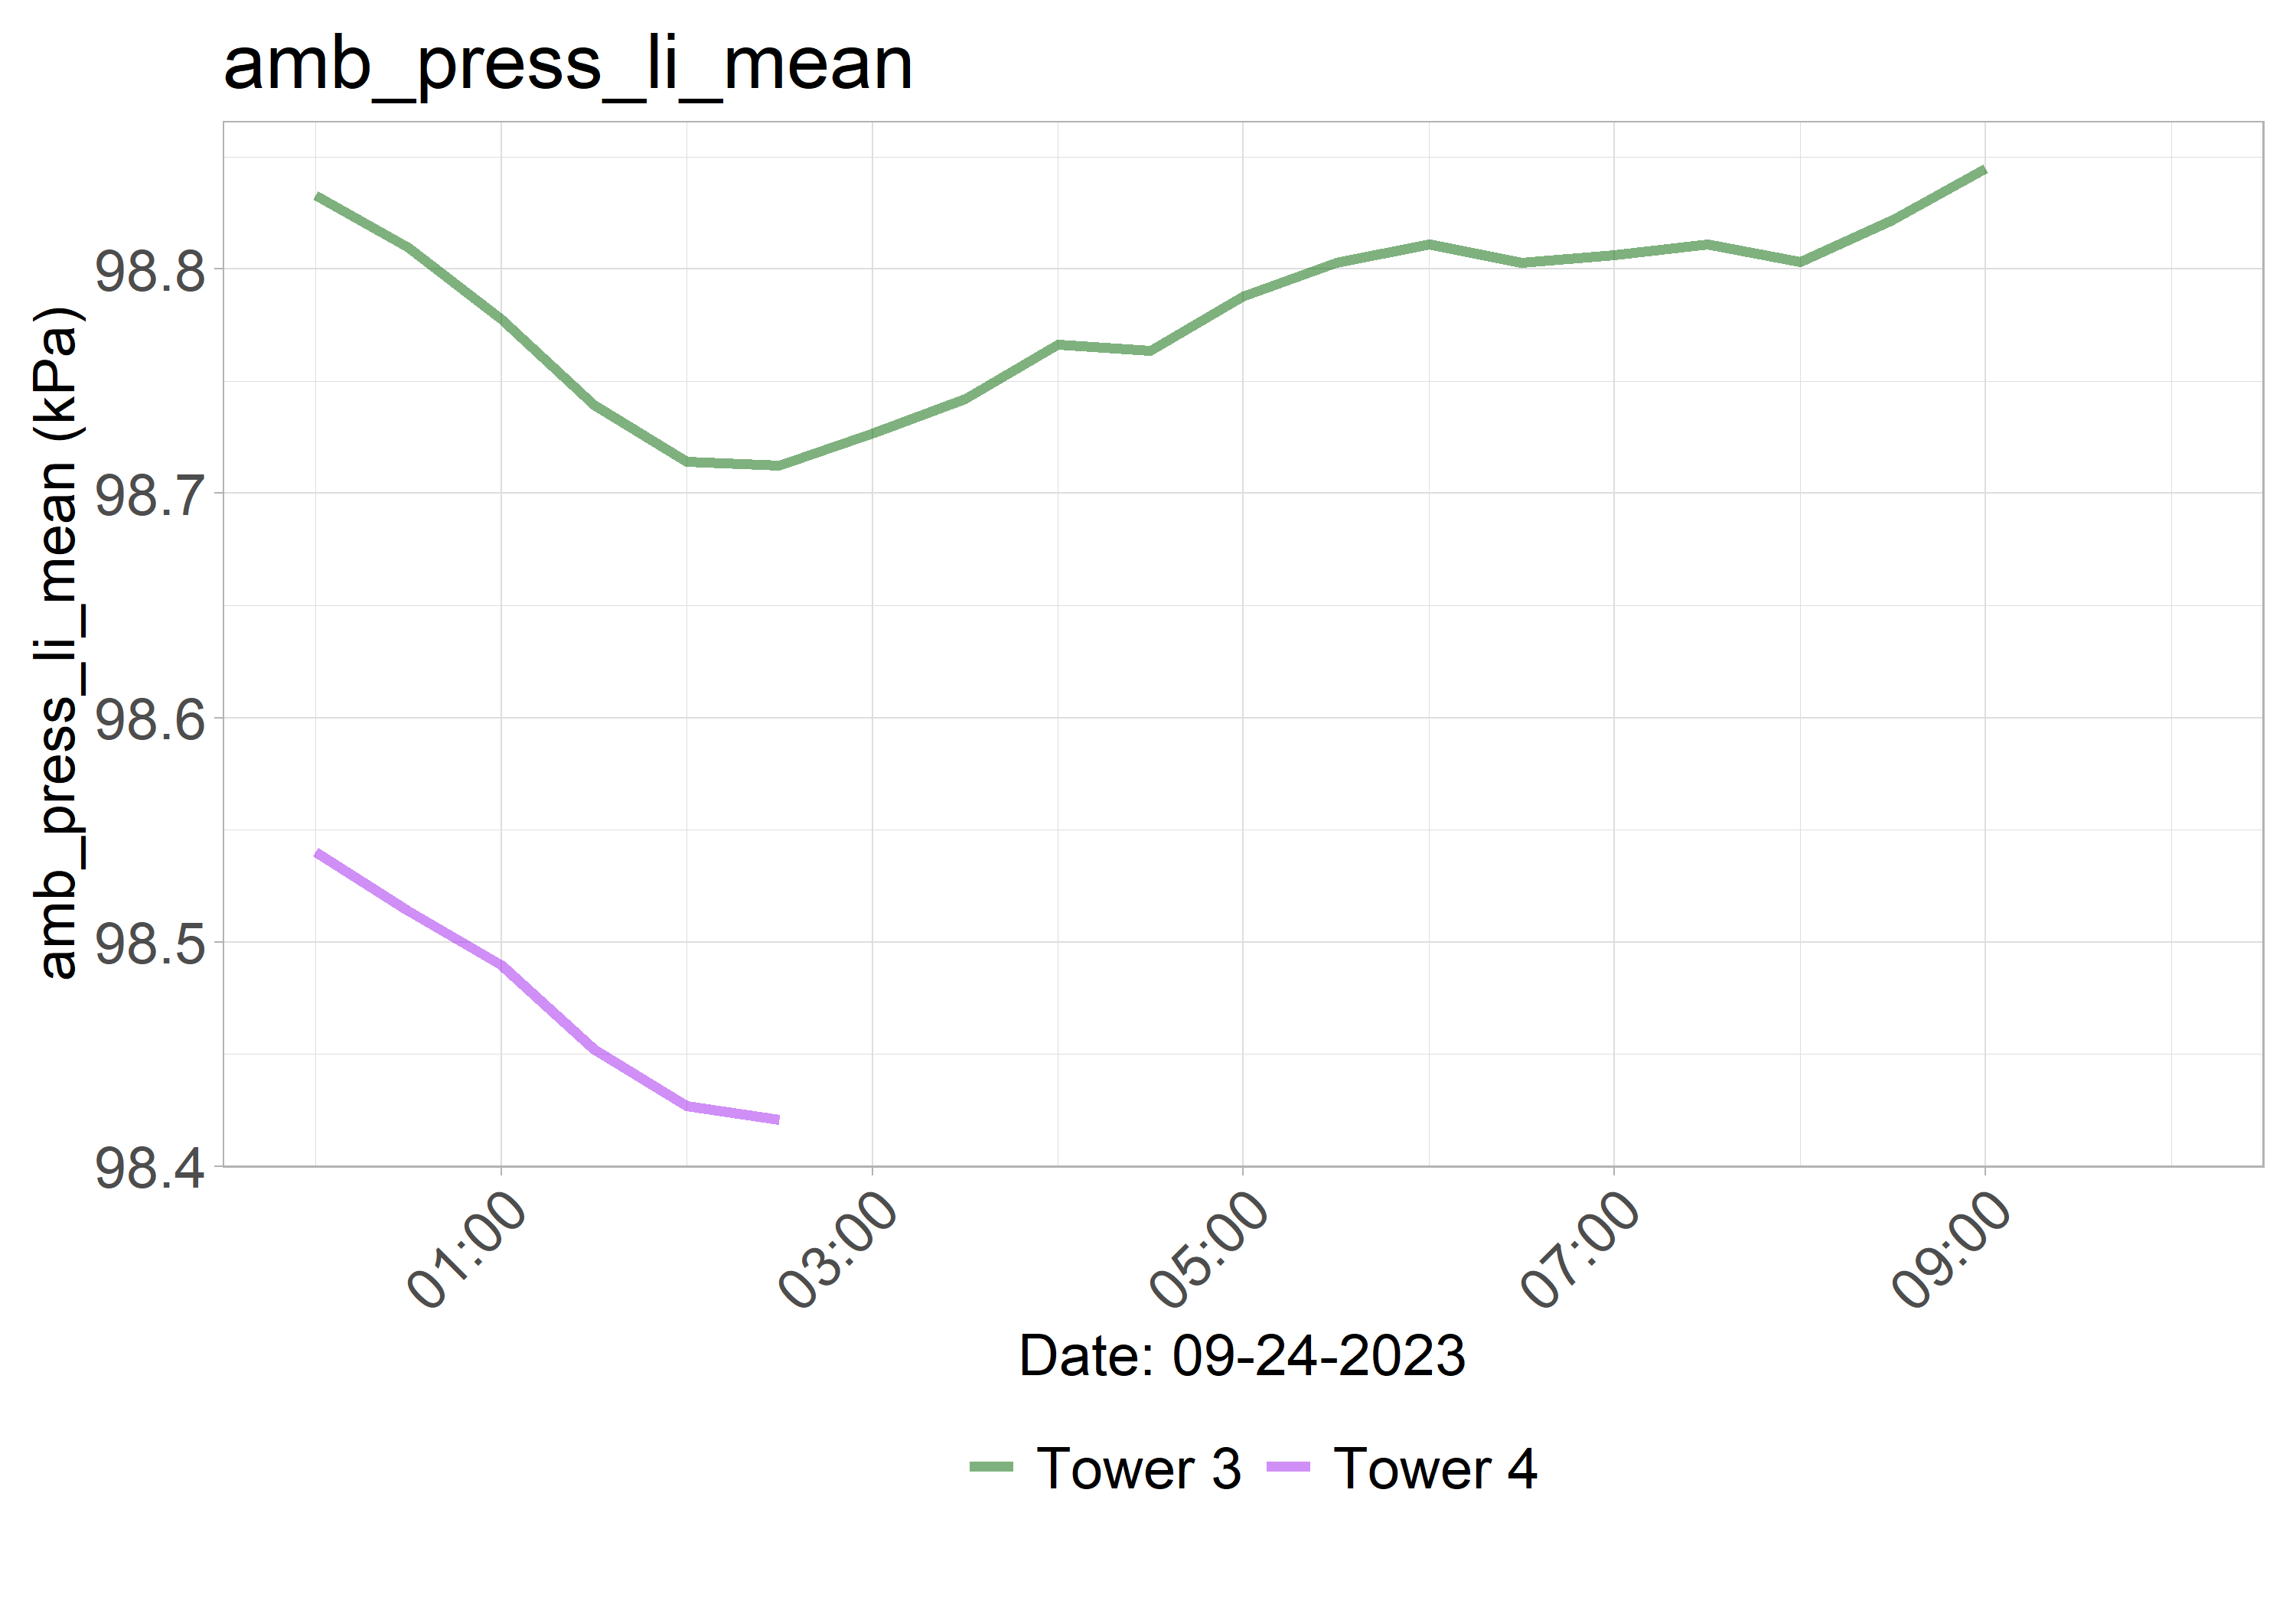 amb_press_li_mean
amb_press_li_mean (kPa)
98.8
98.7
98.6
98.5
98.4
01:00
03:00
05:00
07:00
09:00
Date: 09-24-2023
Tower 3
Tower 4